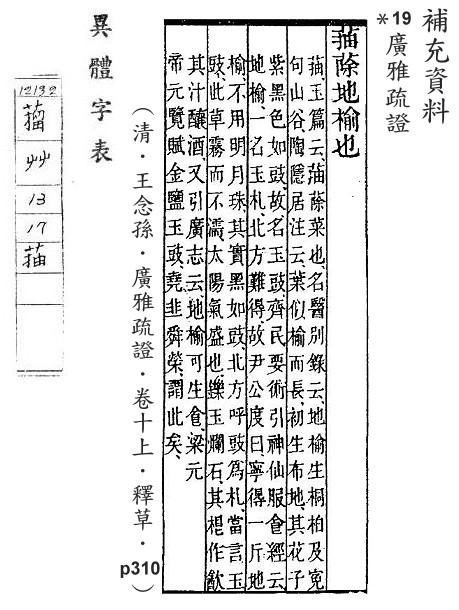 補充資料
*19 廣雅疏證
菗蒢地榆也
菗、玉篇云、菗蒢菜也、名醫別錄云、地榆生桐柏及宛
句山谷、陶隱居注云、葉似榆而長、初生布地、其花子
紫黑色如豉、故名玉豉、齊民要術引神仙服食經云、
地榆一名玉札、北方難得、故尹公度曰、寧得一斤地
榆、不用明月珠、其實黑如豉、北方呼豉爲札、當言玉
豉、此草霧而不濡、太陽氣盛也、鑠玉爛石、其根作飮
其汁釀酒、又引廣志云、地榆可生食、梁元
帝元覽賦、金鹽玉豉、堯韭舜榮、謂此矣、
(清・王念孫・廣雅疏證・卷十上・釋草・p310)
異體字表
12132
艸
13
17
菗